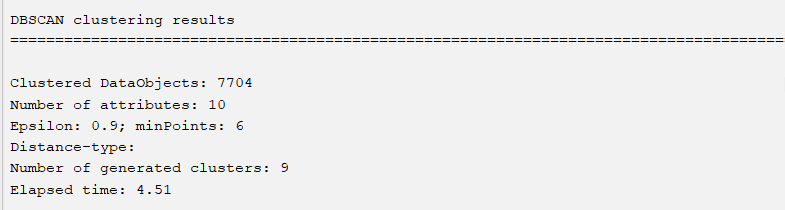 DBSCAN clustering results
========================================================================================
Clustered DataObjects: 7704
Number of attributes: 10
Epsilon: 0.9; minPoints: 6
Distance-type:
Number of generated clusters: 9
Elapsed time: 4.51